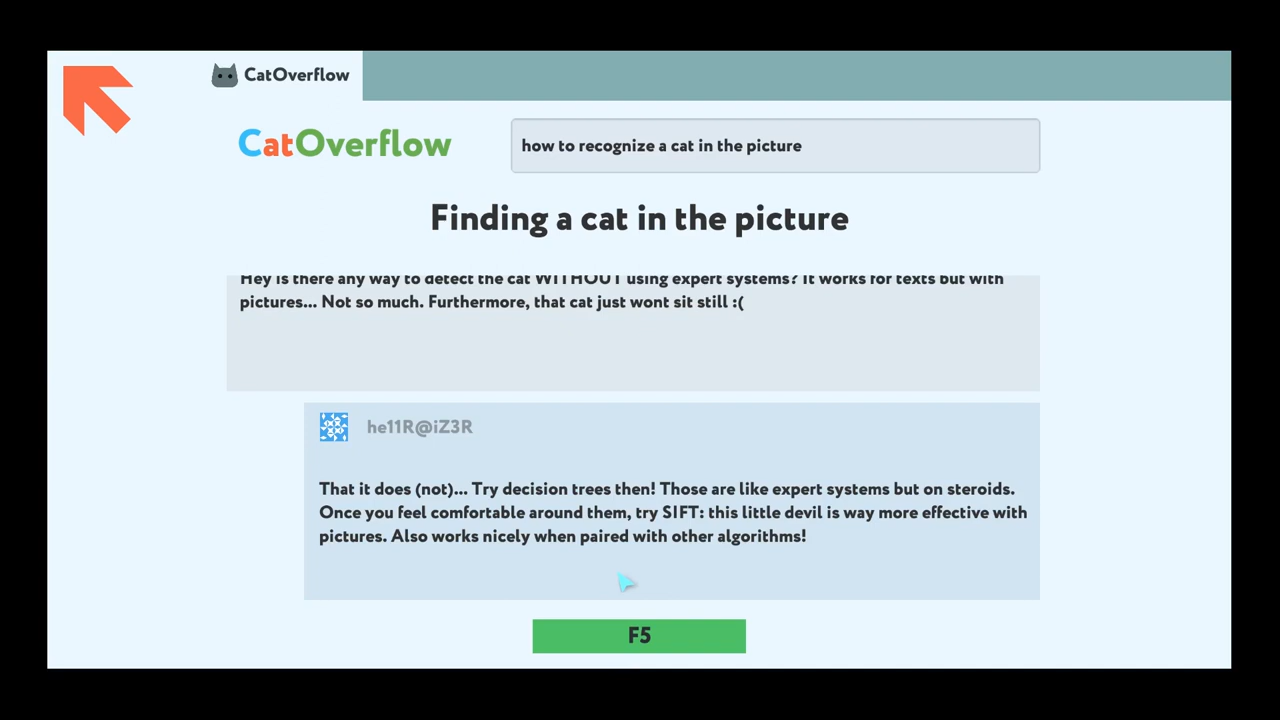 CatOverflow
CatOverflow
how to recognize a cat in the picture
Finding a cat in the picture
Hey is there any way to detect the cat WITHOUT using expert systems? It works for texts but with
pictures... Not so much. Furthermore, that cat just wont sit still :(
he11R@iZ3R
That it does (not)... Try decision trees then! Those are like expert systems but on steroids.
Once you feel comfortable around them, try SIFT: this little devil is way more effective with
pictures. Also works nicely when paired with other algorithms!
F5